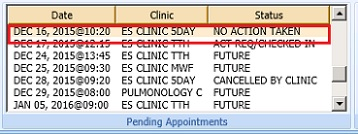 Date Clinic Status
DEC 16, 2015@10:20 ES CLINIC 5DAY NO ACTION TAKEN
DEC 17, 2015@12:15 ES CLINIC TTH ACT REQ/CHECKED IN
DEC 24, 2015@13:45 ES CLINIC TTH FUTURE
DEC 25, 2015@09:30 ES CLINIC MWF FUTURE
DEC 28, 2015@09:20 ES CLINIC 5DAY CANCELLED BY CLINIC
DEC 29, 2015@08:00 PULMONOLOGY C FUTURE
JAN 05, 2016@09:00 ES CLINIC TTH FUTURE
Pending Appointments